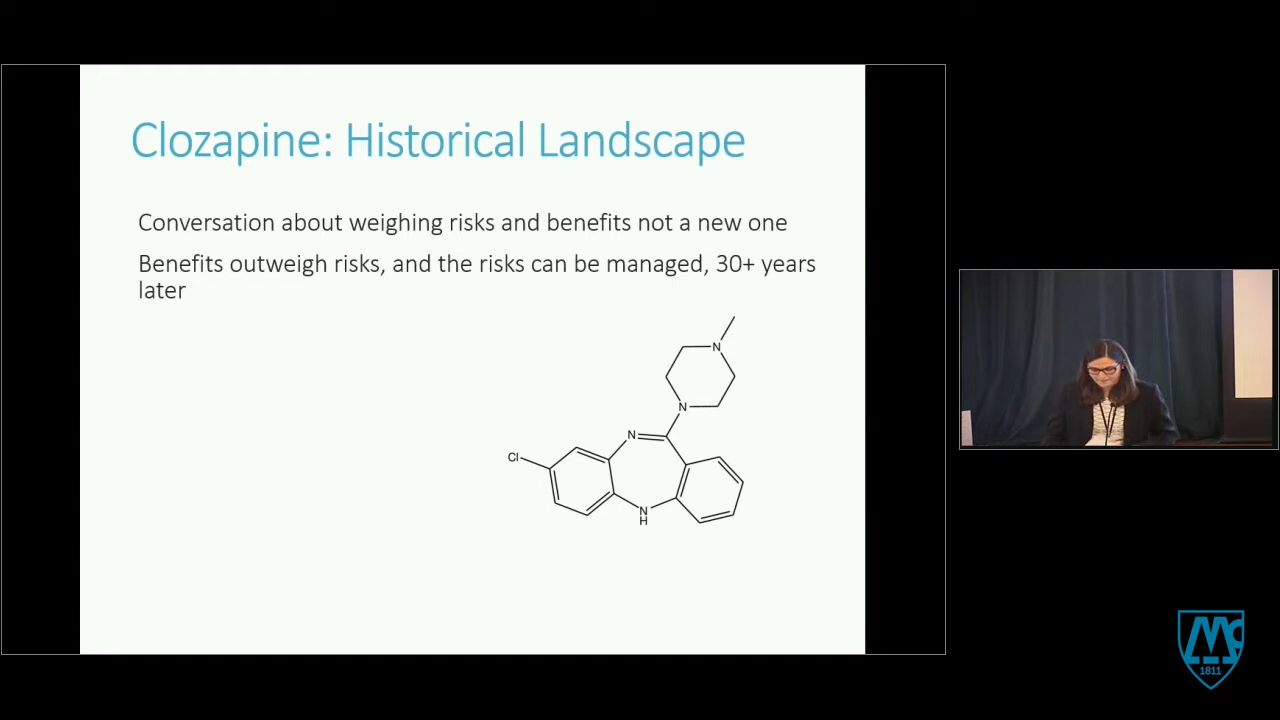 Clozapine: Historical Landscape
Conversation about weighing risks and benefits not a new one
Benefits outweigh risks, and the risks can be managed, 30+ years
later
N
N
N
Cl
N
H
Mc
1811